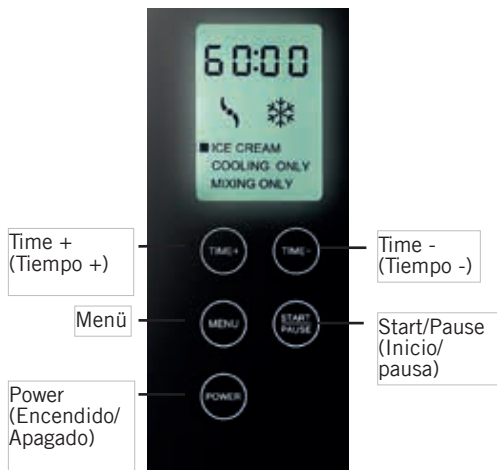 60:00
ICE CREAM
COOLING ONLY
MIXING ONLY
Time +
(Tiempo +)
TIME+
TIME-
Time -
(Tiempo -)
Menü
MENU
START
PAUSE
Start/Pause
(Inicio/
pausa)
Power
(Encendido/
Apagado)
POWER